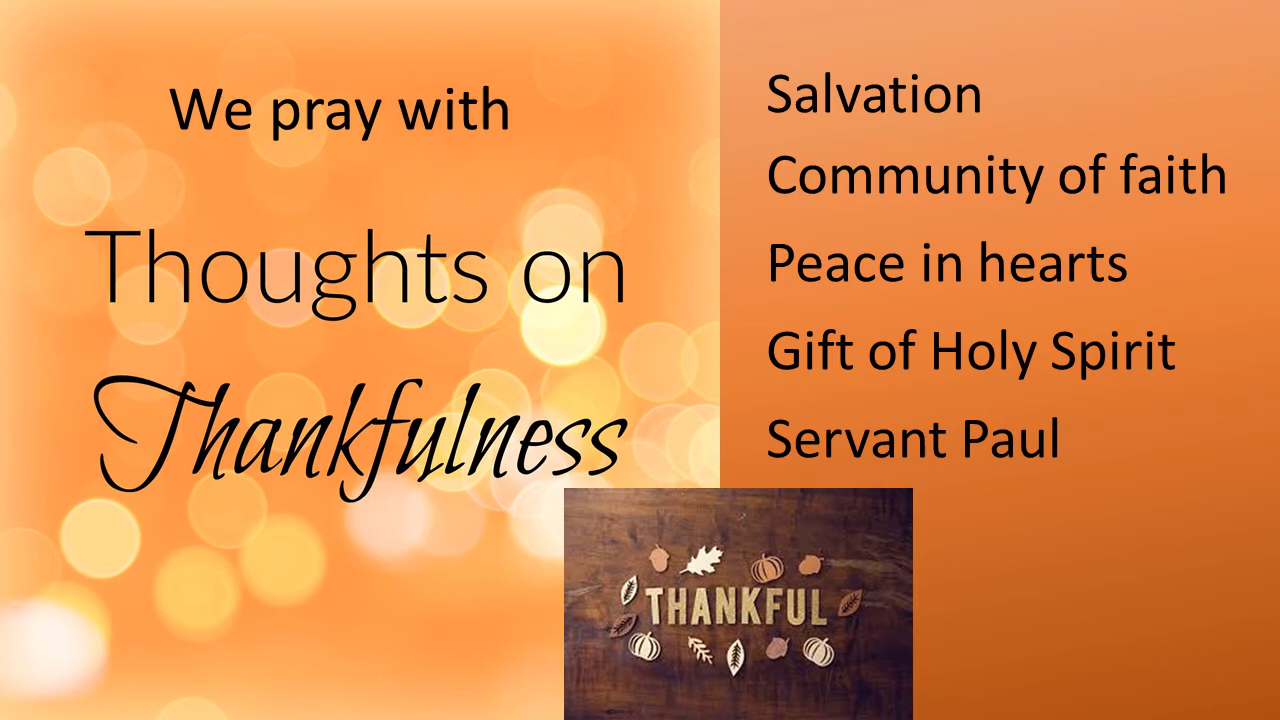 We pray with
Thoughts on
Thankfulness
Salvation
Community of faith
Peace in hearts
Gift of Holy Spirit
Servant Paul
THANKFUL